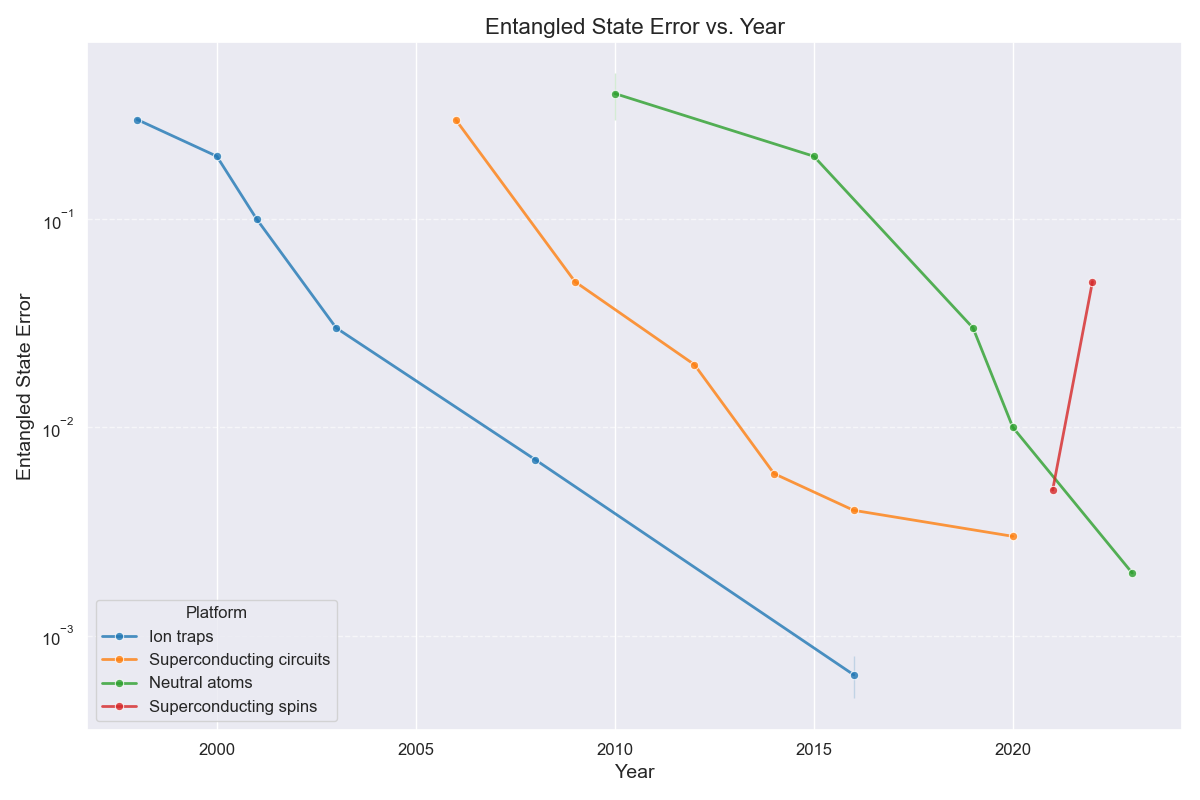 Entangled State Error vs. Year
Entangled State Error
10⁻¹
10⁻²
10⁻³
Platform
Ion traps
Superconducting circuits
Neutral atoms
Superconducting spins
2000 2005 2010 2015 2020
Year